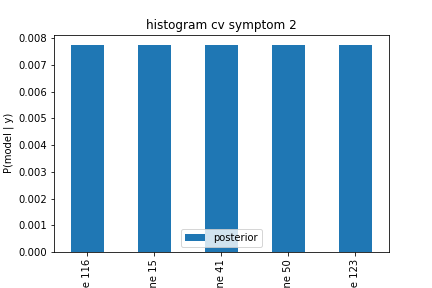 histogram cv symptom 2
P(model | y)
0.008
0.007
0.006
0.005
0.004
0.003
0.002
0.001
0.000
posterior
e 116
ne 15
ne 41
ne 50
e 123